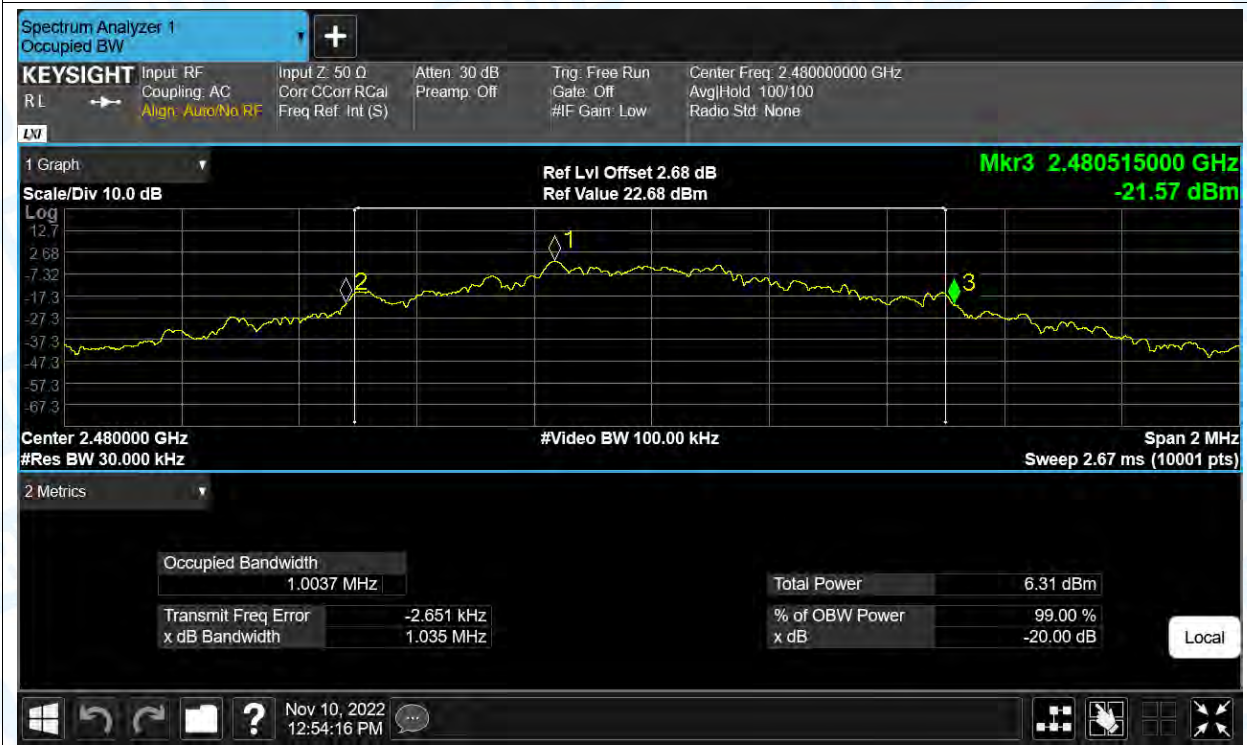 Spectrum Analyzer 1
Occupied BW
+
KEYSIGHT Input: RF Input Z: 50 Ω Atten: 30 dB Trig: Free Run Center Freq: 2.480000000 GHz
Coupling: AC Corr CCorr RCal Preamp: Off Gate: Off Avg|Hold: 100/100
R L Align: Auto/No RF Freq Ref: Int (S) #IF Gain: Low Radio Std: None
LXI
1 Graph Ref Lvl Offset 2.68 dB Mkr3 2.480515000 GHz
Scale/Div 10.0 dB Ref Value 22.68 dBm -21.57 dBm
Log
12.7
2.68
-7.32
-17.3
-27.3
-37.3
-47.3
-57.3
-67.3
1
2
3
Center 2.480000 GHz #Video BW 100.00 kHz Span 2 MHz
#Res BW 30.000 kHz Sweep 2.67 ms (10001 pts)
2 Metrics
Occupied Bandwidth
1.0037 MHz Total Power 6.31 dBm
Transmit Freq Error -2.651 kHz % of OBW Power 99.00 %
x dB Bandwidth 1.035 MHz x dB -20.00 dB
Local
? Nov 10, 2022
12:54:16 PM